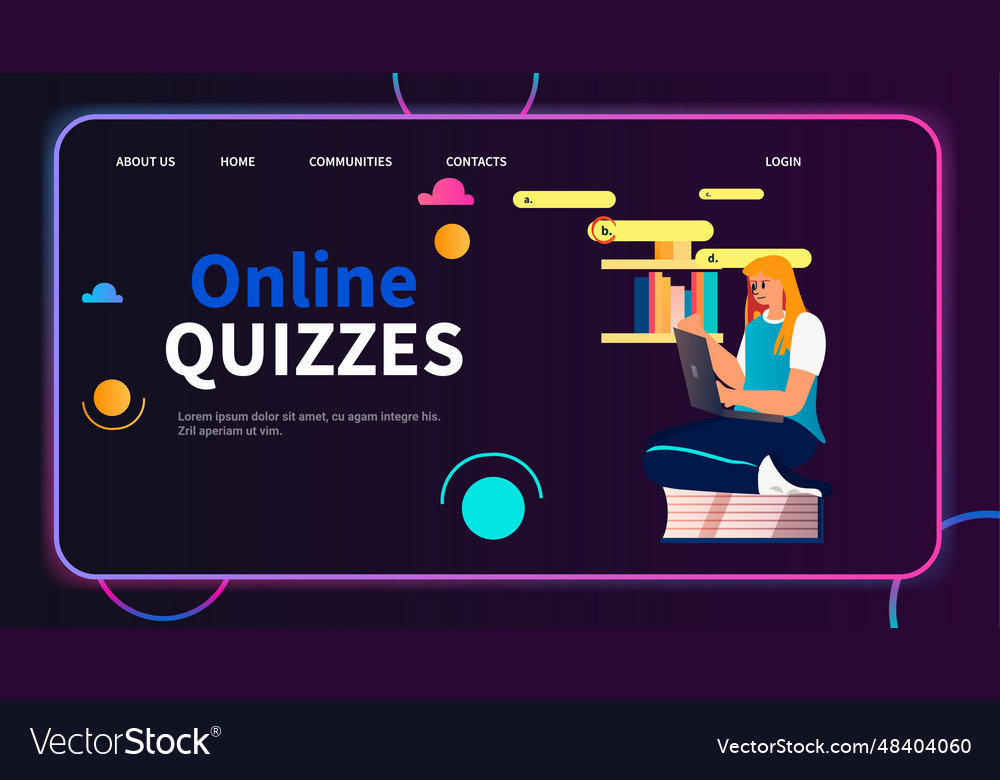 ABOUT US HOME COMMUNITIES CONTACTS LOGIN
a.
c.
b.
d.
Online
QUIZZES
Lorem ipsum dolor sit amet, cu agam integre his.
Zril aperiam ut vim.
VectorStock®
VectorStock.com/48404060